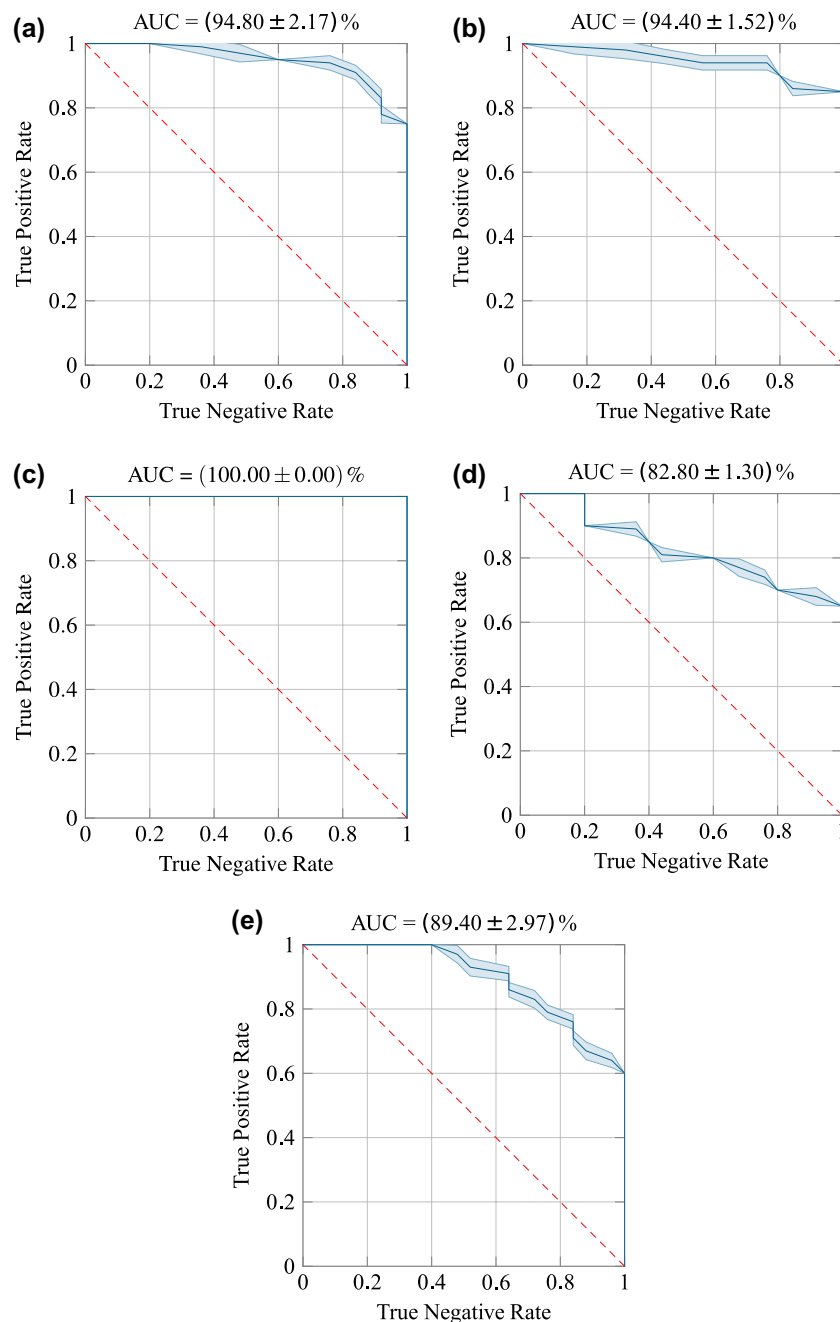 (a) AUC = (94.80 ± 2.17) %
1
0.8
0.6
0.4
0.2
0
True Positive Rate
0 0.2 0.4 0.6 0.8 1
True Negative Rate
(b) AUC = (94.40 ± 1.52) %
1
0.8
0.6
0.4
0.2
0
True Positive Rate
0 0.2 0.4 0.6 0.8
True Negative Rate
(c) AUC = (100.00 ± 0.00) %
1
0.8
0.6
0.4
0.2
0
True Positive Rate
0 0.2 0.4 0.6 0.8 1
True Negative Rate
(d) AUC = (82.80 ± 1.30) %
1
0.8
0.6
0.4
0.2
0
True Positive Rate
0 0.2 0.4 0.6 0.8
True Negative Rate
(e) AUC = (89.40 ± 2.97) %
1
0.8
0.6
0.4
0.2
0
True Positive Rate
0 0.2 0.4 0.6 0.8 1
True Negative Rate